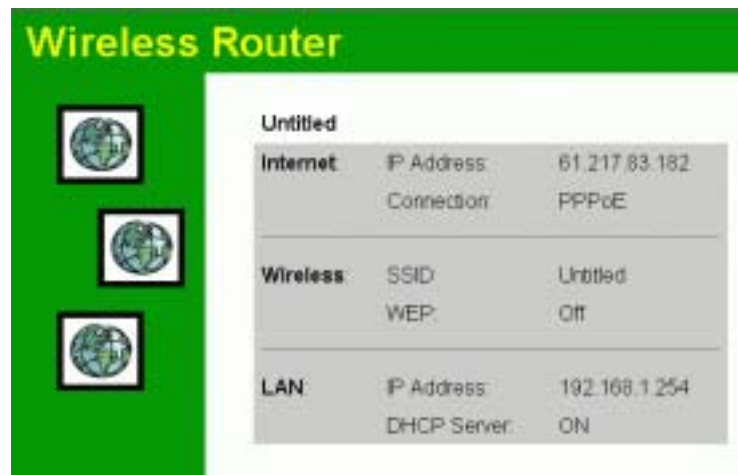 Wireless Router
Untitled
Internet IP Address: 61.217.83.182
Connection: PPPoE
Wireless SSID: Untitled
WEP: Off
LAN IP Address: 192.168.1.254
DHCP Server: ON